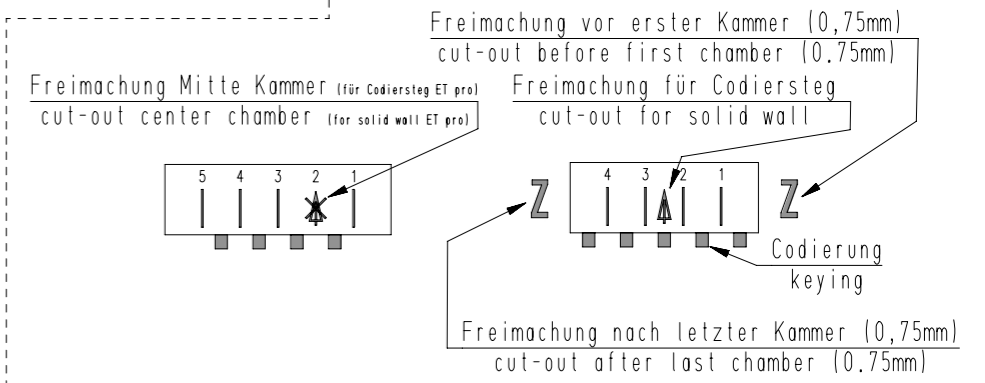 Freimachung vor erster Kammer (0,75mm)
cut-out before first chamber (0.75mm)
Freimachung Mitte Kammer (für Codiersteg ET pro)
cut-out center chamber (for solid wall ET pro)
Freimachung für Codiersteg
cut-out for solid wall
5 4 3 2 1
Z
4 3 2 1
Z
Codierung
keying
Freimachung nach letzter Kammer (0,75mm)
cut-out after last chamber (0.75mm)